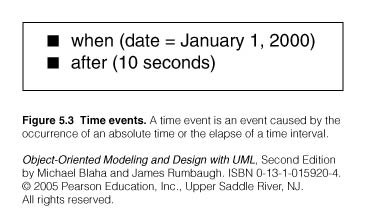 ■ when (date = January 1, 2000)
■ after (10 seconds)
Figure 5.3 Time events. A time event is an event caused by the
occurrence of an absolute time or the elapse of a time interval.
Object-Oriented Modeling and Design with UML, Second Edition
by Michael Blaha and James Rumbaugh. ISBN 0-13-1-015920-4.
© 2005 Pearson Education, Inc., Upper Saddle River, NJ.
All rights reserved.